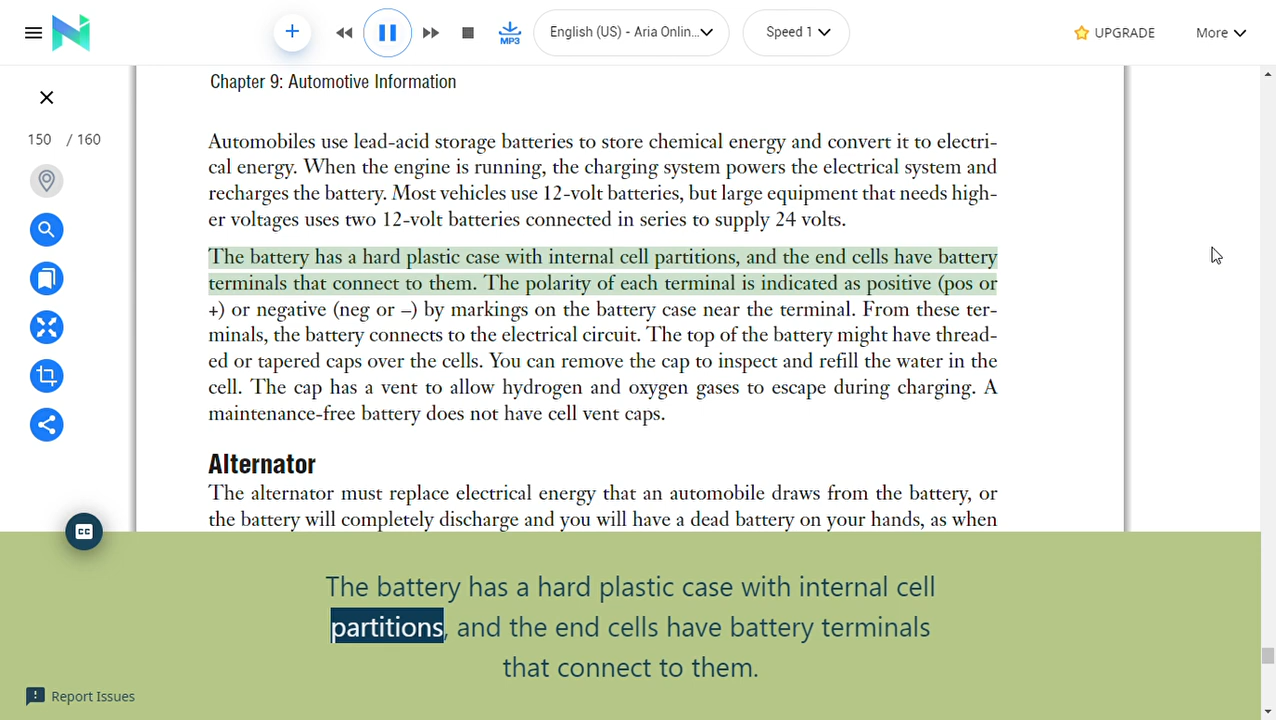 MP3
English (US) - Aria Onlin...
Speed 1
UPGRADE
More
150 / 160
Chapter 9: Automotive Information
Automobiles use lead-acid storage batteries to store chemical energy and convert it to electri-
cal energy. When the engine is running, the charging system powers the electrical system and
recharges the battery. Most vehicles use 12-volt batteries, but large equipment that needs high-
er voltages uses two 12-volt batteries connected in series to supply 24 volts.
The battery has a hard plastic case with internal cell partitions, and the end cells have battery
terminals that connect to them. The polarity of each terminal is indicated as positive (pos or
+) or negative (neg or –) by markings on the battery case near the terminal. From these ter-
minals, the battery connects to the electrical circuit. The top of the battery might have thread-
ed or tapered caps over the cells. You can remove the cap to inspect and refill the water in the
cell. The cap has a vent to allow hydrogen and oxygen gases to escape during charging. A
maintenance-free battery does not have cell vent caps.
Alternator
The alternator must replace electrical energy that an automobile draws from the battery, or
the battery will completely discharge and you will have a dead battery on your hands, as when
CC
The battery has a hard plastic case with internal cell
partitions, and the end cells have battery terminals
that connect to them.
Report Issues